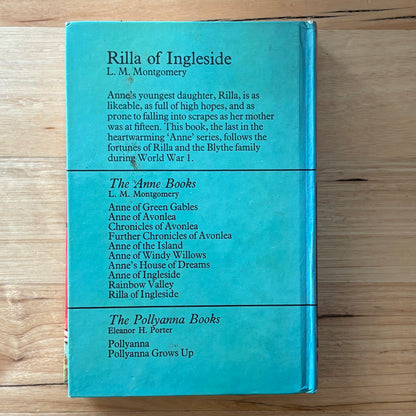 Rilla of Ingleside
L. M. Montgomery
Anne's youngest daughter, Rilla, is as
likeable, as full of high hopes, and as
prone to falling into scrapes as her mother
was at fifteen. This book, the last in the
heartwarming 'Anne' series, follows the
fortunes of Rilla and the Blythe family
during World War 1.
The Anne Books
L. M. Montgomery
Anne of Green Gables
Anne of Avonlea
Chronicles of Avonlea
Further Chronicles of Avonlea
Anne of the Island
Anne of Windy Willows
Anne's House of Dreams
Anne of Ingleside
Rainbow Valley
Rilla of Ingleside
The Pollyanna Books
Eleanor H. Porter
Pollyanna
Pollyanna Grows Up